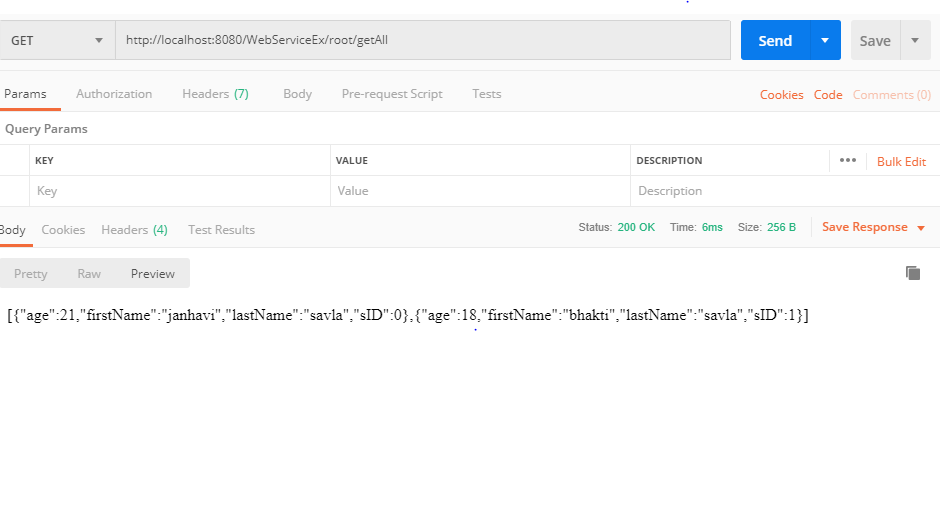 GET http://localhost:8080/WebServiceEx/root/getAll Send Save
Params Authorization Headers (7) Body Pre-request Script Tests Cookies Code Comments (0)
Query Params
KEY VALUE DESCRIPTION ••• Bulk Edit
Key Value Description
Body Cookies Headers (4) Test Results Status: 200 OK Time: 6ms Size: 256 B Save Response
Pretty Raw Preview
[{"age":21,"firstName":"janhavi","lastName":"savla","sID":0},{"age":18,"firstName":"bhakti","lastName":"savla","sID":1}]